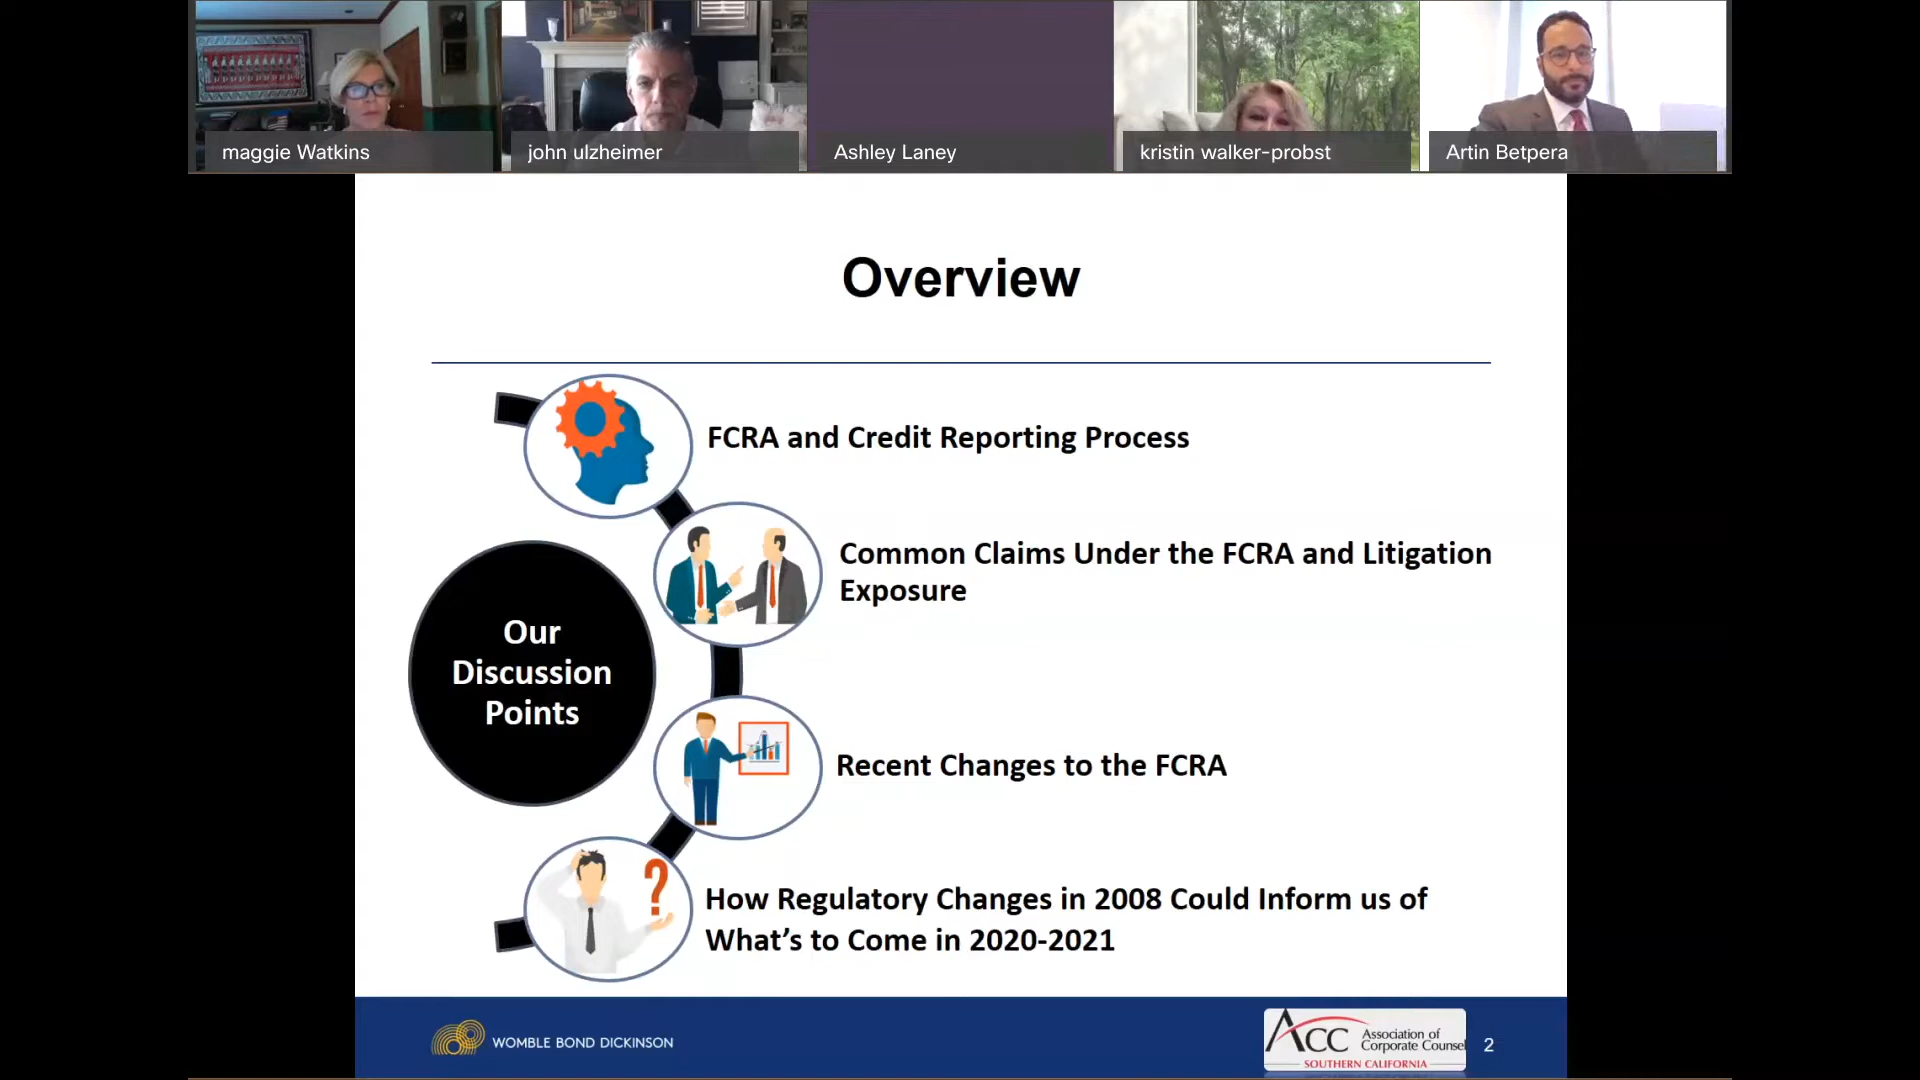 maggie Watkins
john ulzheimer
Ashley Laney
kristin walker-probst
Artin Betpera
Overview
FCRA and Credit Reporting Process
Common Claims Under the FCRA and Litigation
Exposure
Our
Discussion
Points
Recent Changes to the FCRA
?
How Regulatory Changes in 2008 Could Inform us of
What's to Come in 2020-2021
WOMBLE BOND DICKINSON
ACC
Association of
Corporate Counsel
SOUTHERN CALIFORNIA
2